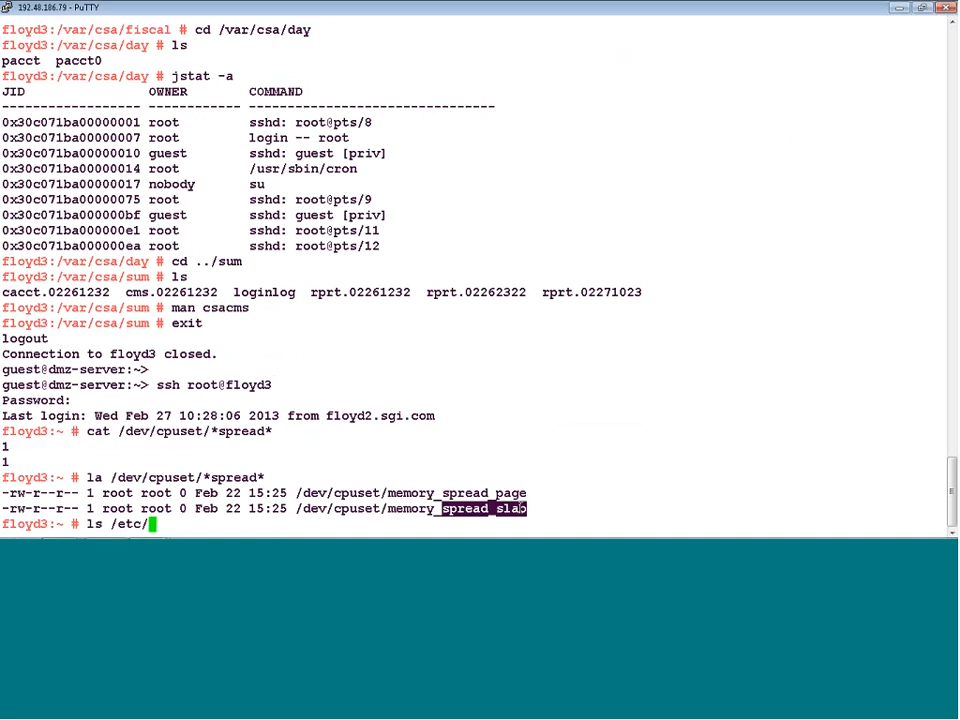 192.48.186.79 - PuTTY
floyd3:/var/csa/fiscal # cd /var/csa/day
floyd3:/var/csa/day # ls
pacct  pacct0
floyd3:/var/csa/day # jstat -a
JID                OWNER        COMMAND
------------------ ------------ --------------------------------
0x30c071ba00000001 root         sshd: root@pts/8
0x30c071ba00000007 root         login -- root
0x30c071ba00000010 guest        sshd: guest [priv]
0x30c071ba00000014 root         /usr/sbin/cron
0x30c071ba00000017 nobody       su
0x30c071ba00000075 root         sshd: root@pts/9
0x30c071ba000000bf guest        sshd: guest [priv]
0x30c071ba000000e1 root         sshd: root@pts/11
0x30c071ba000000ea root         sshd: root@pts/12
floyd3:/var/csa/day # cd ../sum
floyd3:/var/csa/sum # ls
cacct.02261232  cms.02261232  loginlog  rprt.02261232  rprt.02262322  rprt.02271023
floyd3:/var/csa/sum # man csacms
floyd3:/var/csa/sum # exit
logout
Connection to floyd3 closed.
guest@dmz-server:~>
guest@dmz-server:~> ssh root@floyd3
Password:
Last login: Wed Feb 27 10:28:06 2013 from floyd2.sgi.com
floyd3:~ # cat /dev/cpuset/*spread*
1
1
floyd3:~ # la /dev/cpuset/*spread*
-rw-r--r-- 1 root root 0 Feb 22 15:25 /dev/cpuset/memory_spread_page
-rw-r--r-- 1 root root 0 Feb 22 15:25 /dev/cpuset/memory_spread_slab
floyd3:~ # ls /etc/